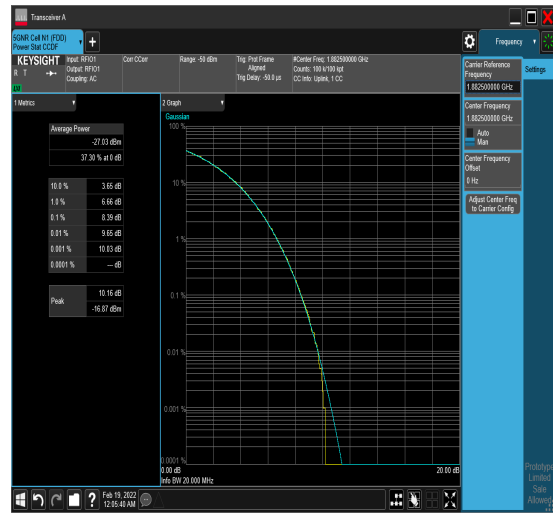 Transceiver A
5GNR Cell N1 (FDD)
Power Stat CCDF
Frequency
KEYSIGHT
R T
LXI
Input: RFIO1
Output: RFIO1
Coupling: AC
Corr CCorr
Range: -50 dBm
Trig: Prot Frame
Aligned
Trig Delay: -50.0 µs
#Center Freq: 1.882500000 GHz
Counts: 100 k/100 kpt
CC Info: Uplink, 1 CC
1 Metrics
Average Power
-27.03 dBm
37.30 % at 0 dB
10.0 % 3.65 dB
1.0 % 6.66 dB
0.1 % 8.39 dB
0.01 % 9.65 dB
0.001 % 10.03 dB
0.0001 % --- dB
Peak
10.16 dB
-16.87 dBm
2 Graph
Gaussian
100 %
10 %
1 %
0.1 %
0.01 %
0.001 %
0.0001 %
0.00 dB
20.00 dB
Info BW 20.000 MHz
Carrier Reference
Frequency
1.882500000 GHz
Center Frequency
1.882500000 GHz
Auto
Man
Center Frequency
Offset
0 Hz
Adjust Center Freq
to Carrier Config
Settings
Prototype
Limited
Sale
Allowed
?
Feb 19, 2022
12:05:40 AM